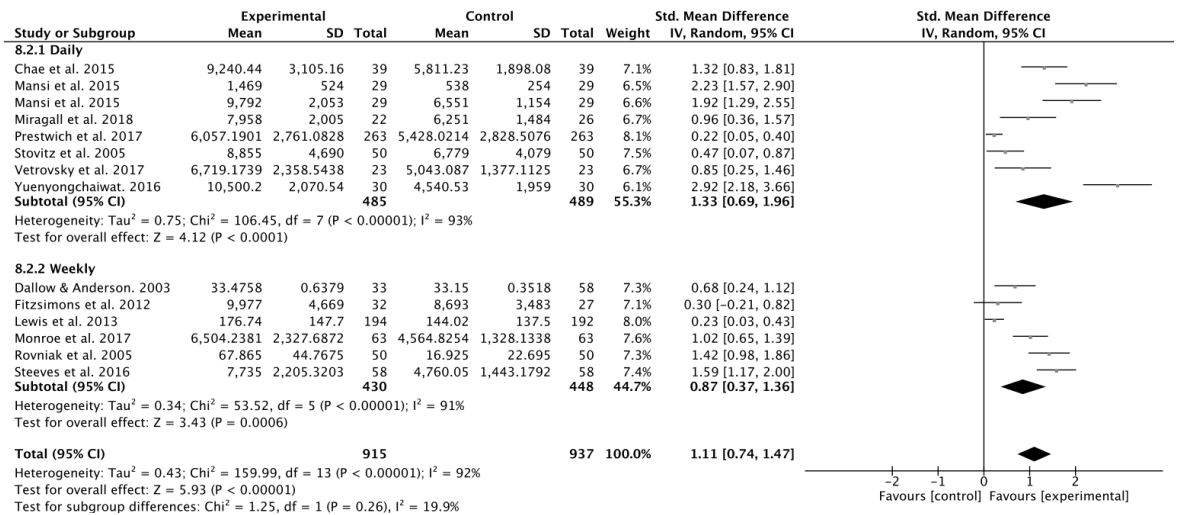 Experimental Control Std. Mean Difference Std. Mean Difference
Study or Subgroup Mean SD Total Mean SD Total Weight IV, Random, 95% CI IV, Random, 95% CI
8.2.1 Daily
Chae et al. 2015 9,240.44 3,105.16 39 5,811.23 1,898.08 39 7.1% 1.32 [0.83, 1.81]
Mansi et al. 2015 1,469 524 29 538 254 29 6.5% 2.23 [1.57, 2.90]
Mansi et al. 2015 9,792 2,053 29 6,551 1,154 29 6.6% 1.92 [1.29, 2.55]
Miragall et al. 2018 7,958 2,005 22 6,251 1,484 26 6.7% 0.96 [0.36, 1.57]
Prestwich et al. 2017 6,057.1901 2,761.0828 263 5,428.0214 2,828.5076 263 8.1% 0.22 [0.05, 0.40]
Stovitz et al. 2005 8,855 4,690 50 6,779 4,079 50 7.5% 0.47 [0.07, 0.87]
Vetrovsky et al. 2017 6,719.1739 2,358.5438 23 5,043.087 1,377.1125 23 6.7% 0.85 [0.25, 1.46]
Yuenyongchaiwat. 2016 10,500.2 2,070.54 30 4,540.53 1,959 30 6.1% 2.92 [2.18, 3.66]
Subtotal (95% CI) 485 489 55.3% 1.33 [0.69, 1.96]
Heterogeneity: Tau² = 0.75; Chi² = 106.45, df = 7 (P < 0.00001); I² = 93%
Test for overall effect: Z = 4.12 (P < 0.0001)
8.2.2 Weekly
Dallow & Anderson. 2003 33.4758 0.6379 33 33.15 0.3518 58 7.3% 0.68 [0.24, 1.12]
Fitzsimons et al. 2012 9,977 4,669 32 8,693 3,483 27 7.1% 0.30 [−0.21, 0.82]
Lewis et al. 2013 176.74 147.7 194 144.02 137.5 192 8.0% 0.23 [0.03, 0.43]
Monroe et al. 2017 6,504.2381 2,327.6872 63 4,564.8254 1,328.1338 63 7.6% 1.02 [0.65, 1.39]
Rovniak et al. 2005 67.865 44.7675 50 16.925 22.695 50 7.3% 1.42 [0.98, 1.86]
Steeves et al. 2016 7,735 2,205.3203 58 4,760.05 1,443.1792 58 7.4% 1.59 [1.17, 2.00]
Subtotal (95% CI) 430 448 44.7% 0.87 [0.37, 1.36]
Heterogeneity: Tau² = 0.34; Chi² = 53.52, df = 5 (P < 0.00001); I² = 91%
Test for overall effect: Z = 3.43 (P = 0.0006)
Total (95% CI) 915 937 100.0% 1.11 [0.74, 1.47]
Heterogeneity: Tau² = 0.43; Chi² = 159.99, df = 13 (P < 0.00001); I² = 92%
Test for overall effect: Z = 5.93 (P < 0.00001)
Test for subgroup differences: Chi² = 1.25, df = 1 (P = 0.26), I² = 19.9%
−2 −1 0 1 2
Favours [control] Favours [experimental]